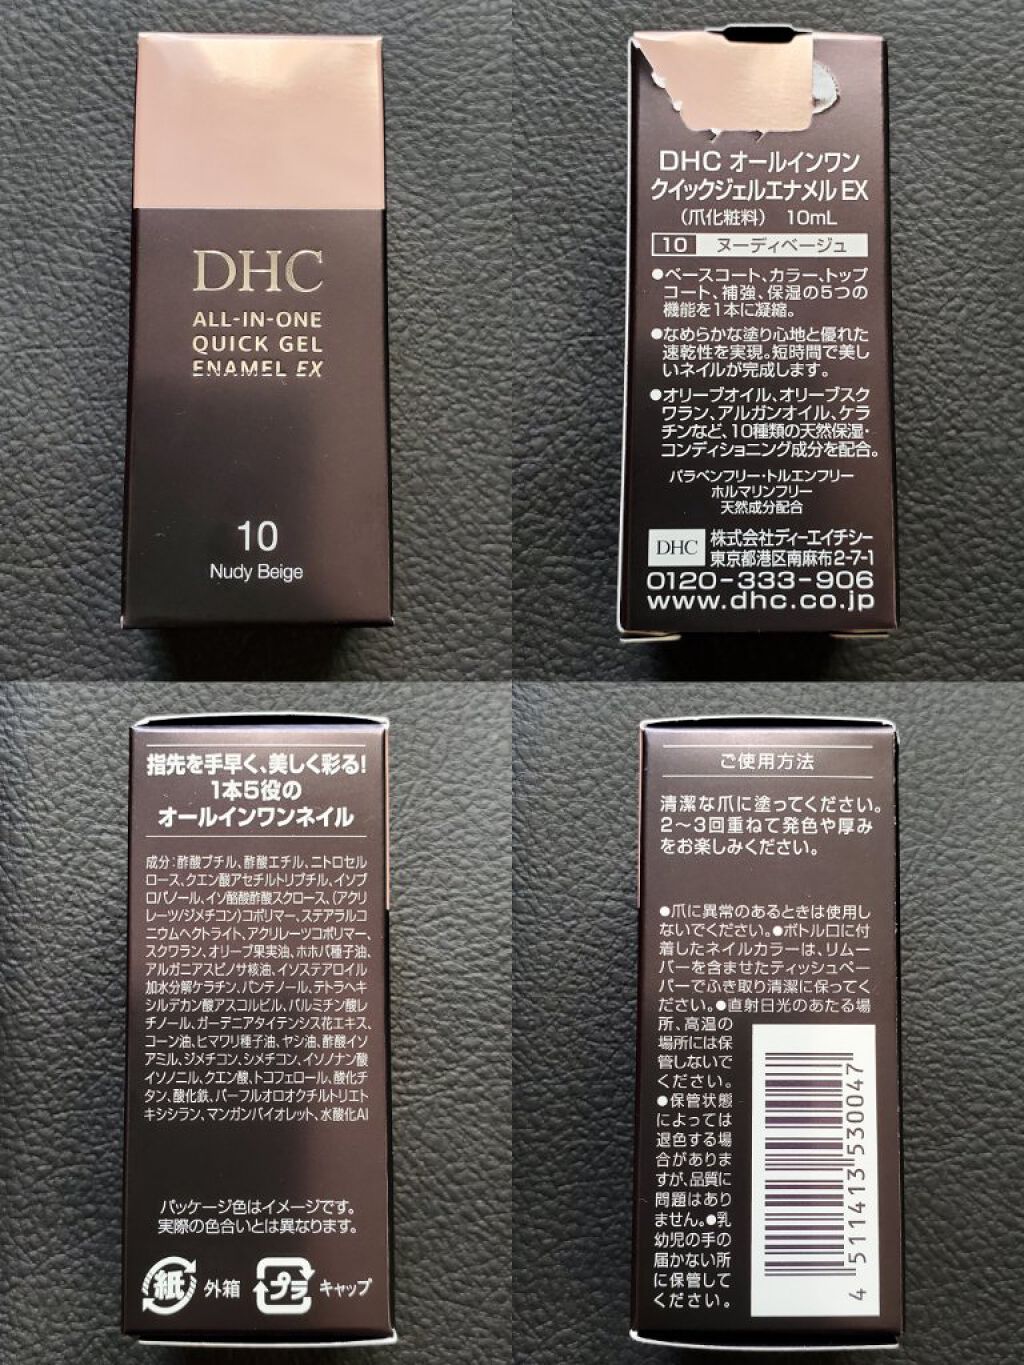 DHC
ALL-IN-ONE
QUICK GEL
ENAMEL EX
10
Nudy Beige
DHC オールインワン
クイックジェルエナメル EX
(爪化粧料) 10mL
10 ヌーディベージュ
●ベースコート、カラー、トップ
コート、補強、保湿の5つの
機能を1本に凝縮。
●なめらかな塗り心地と優れた
速乾性を実現。短時間で美し
いネイルが完成します。
●オリーブオイル、オリーブスク
ワラン、アルガンオイル、ケラ
チンなど、10種類の天然保湿・
コンディショニング成分を配合。
パラベンフリー・トルエンフリー
ホルマリンフリー
天然成分配合
DHC 株式会社ディーエイチシー
東京都港区南麻布2-7-1
0120-333-906
www.dhc.co.jp
指先を手早く、美しく彩る!
1本5役の
オールインワンネイル
成分:酢酸ブチル、酢酸エチル、ニトロセル
ロース、クエン酸アセチルトリブチル、イソプ
ロパノール、イソ酪酸酢酸スクロース、(アクリ
レーツ/ジメチコン)コポリマー、ステアラルコ
ニウムヘクトライト、アクリレーツコポリマー、
スクワラン、オリーブ果実油、ホホバ種子油、
アルガニアスピノサ核油、イソステアロイル
加水分解ケラチン、パンテノール、テトラヘキ
シルデカン酸アスコルビル、パルミチン酸レ
チノール、ガーデニアタイテンシス花エキス、
コーン油、ヒマワリ種子油、ヤシ油、酢酸イソ
アミル、ジメチコン、シメチコン、イソノナン酸
イソノニル、クエン酸、トコフェロール、酸化チ
タン、酸化鉄、パーフルオロオクチルトリエト
キシシラン、マンガンバイオレット、水酸化Al
パッケージ色はイメージです。
実際の色合いとは異なります。
紙 外箱 プラ キャップ
ご使用方法
清潔な爪に塗ってください。
2〜3回重ねて発色や厚み
をお楽しみください。
●爪に異常のあるときは使用し
ないでください。●ボトル口に付
着したネイルカラーは、リムー
バーを含ませたティッシュペー
パーでふき取り清潔に保ってく
ださい。●直射日光のあたる場
所、高温の
場所には保
管しないで
ください。
●保管状態
によっては
退色する場
合がありま
すが、品質に
問題はあり
ません。●乳
幼児の手の
届かない所
に保管して
ください。
4 511413 530047